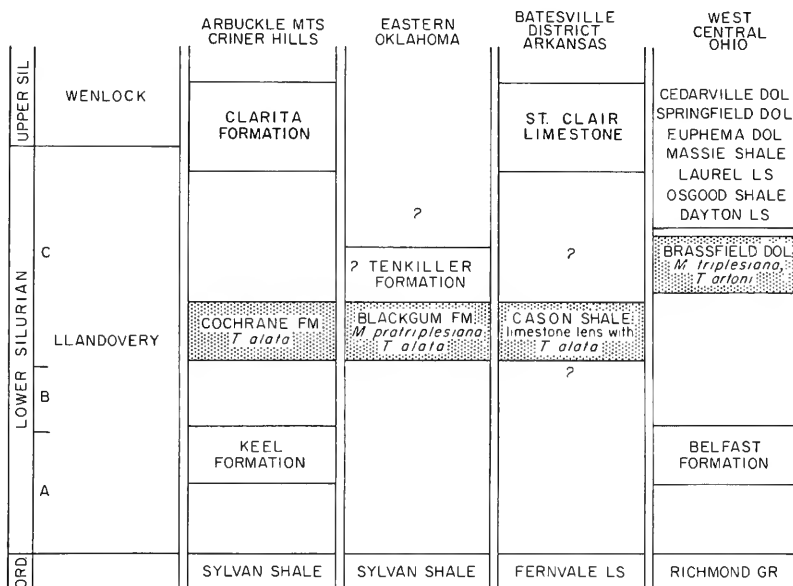 ARBUCKLE MTS
CRINER HILLS
EASTERN
OKLAHOMA
BATESVILLE
DISTRICT
ARKANSAS
WEST
CENTRAL
OHIO
UPPER SIL
WENLOCK
CLARITA
FORMATION
ST. CLAIR
LIMESTONE
CEDARVILLE DOL
SPRINGFIELD DOL
EUPHEMA DOL
MASSIE SHALE
LAUREL LS
OSGOOD SHALE
DAYTON LS
LOWER SILURIAN
LLANDOVERY
C
?
? TENKILLER
FORMATION
?
BRASSFIELD DOL
M triplesiana,
T artoni
COCHRANE FM
T alata
BLACKGUM FM
M pratriplesiana
T alata
CASON SHALE
limestone lens with
T alata
B
?
KEEL
FORMATION
BELFAST
FORMATION
A
ORD.
SYLVAN SHALE
SYLVAN SHALE
FERNVALE LS
RICHMOND GR